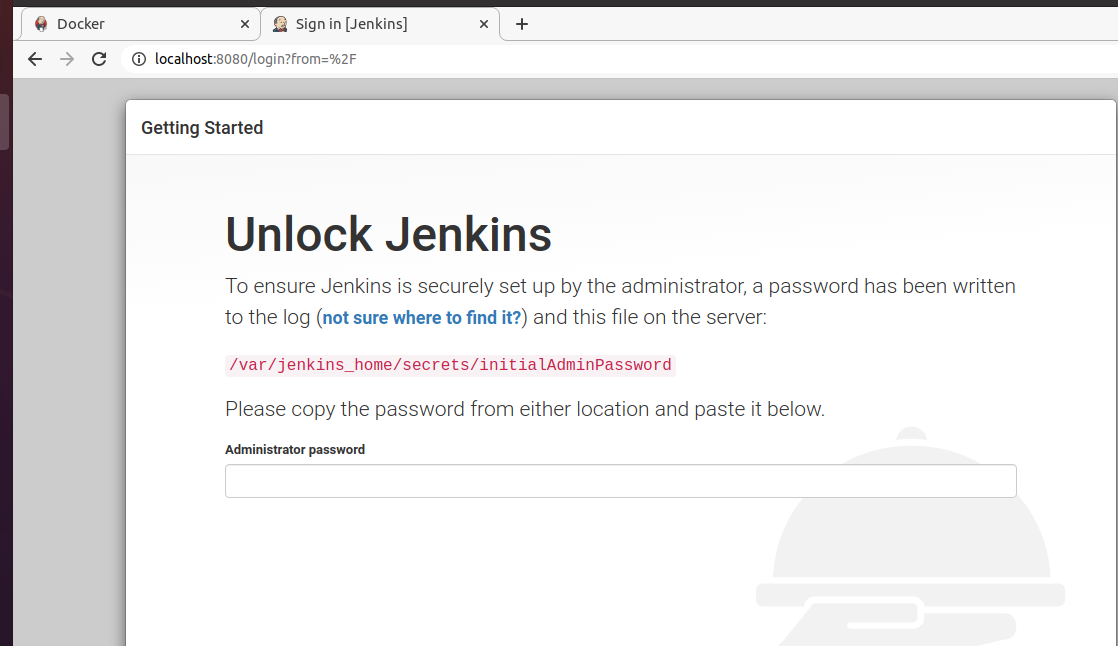 Docker
Sign in [Jenkins]
localhost:8080/login?from=%2F
Getting Started
Unlock Jenkins
To ensure Jenkins is securely set up by the administrator, a password has been written
to the log (not sure where to find it?) and this file on the server:
/var/jenkins_home/secrets/initialAdminPassword
Please copy the password from either location and paste it below.
Administrator password